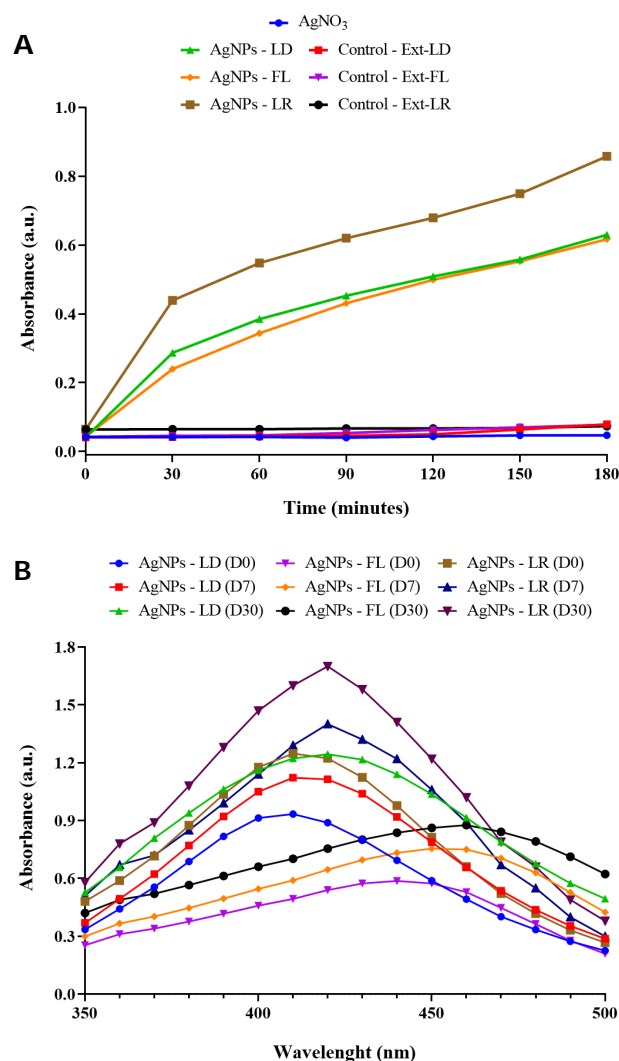 A
AgNO₃
AgNPs - LD Control - Ext-LD
AgNPs - FL Control - Ext-FL
AgNPs - LR Control - Ext-LR
1.0
0.8
0.6
0.4
0.2
0.0
Absorbance (a.u.)
0 30 60 90 120 150 180
Time (minutes)
B
AgNPs - LD (D0) AgNPs - FL (D0) AgNPs - LR (D0)
AgNPs - LD (D7) AgNPs - FL (D7) AgNPs - LR (D7)
AgNPs - LD (D30) AgNPs - FL (D30) AgNPs - LR (D30)
1.8
1.5
1.2
0.9
0.6
0.3
0.0
Absorbance (a.u.)
350 400 450 500
Wavelenght (nm)